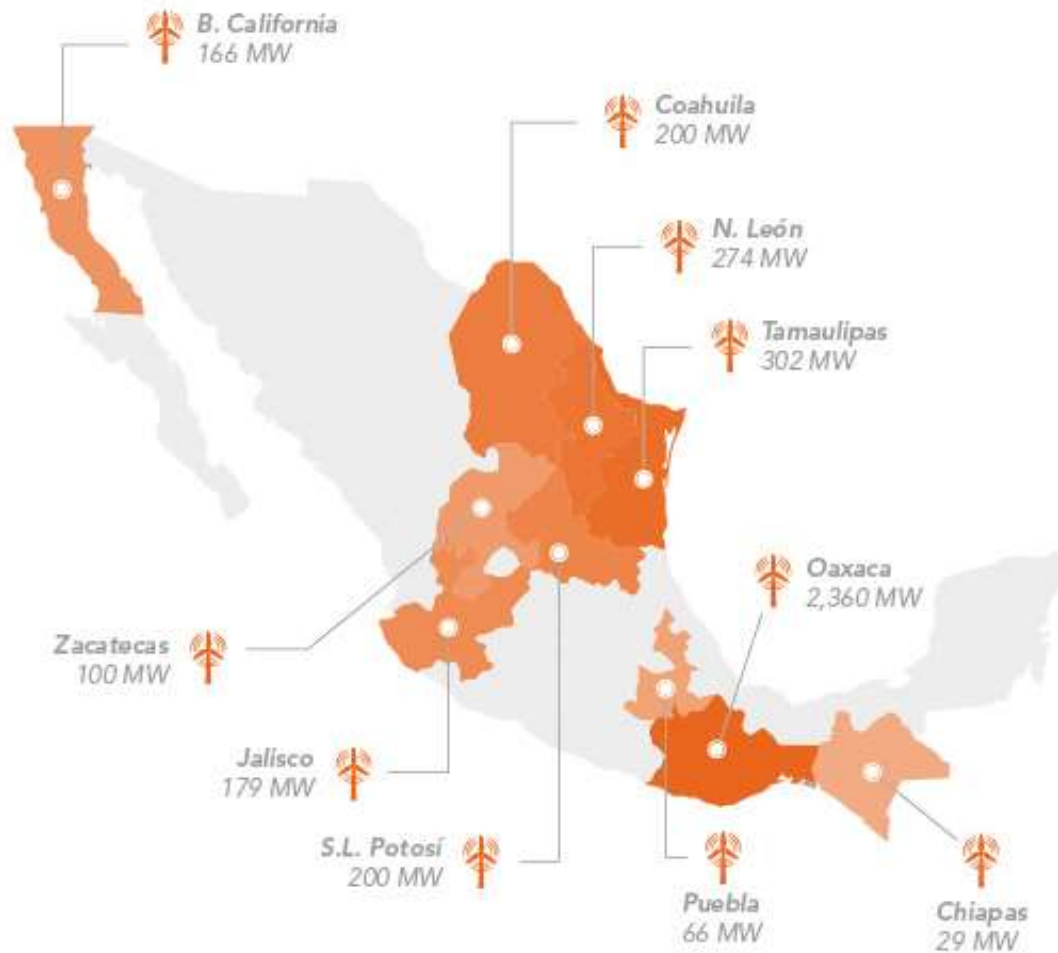 B. California
166 MW
Coahuila
200 MW
N. León
274 MW
Tamaulipas
302 MW
Oaxaca
2,360 MW
Zacatecas
100 MW
Jalisco
179 MW
S.L. Potosí
200 MW
Puebla
66 MW
Chiapas
29 MW